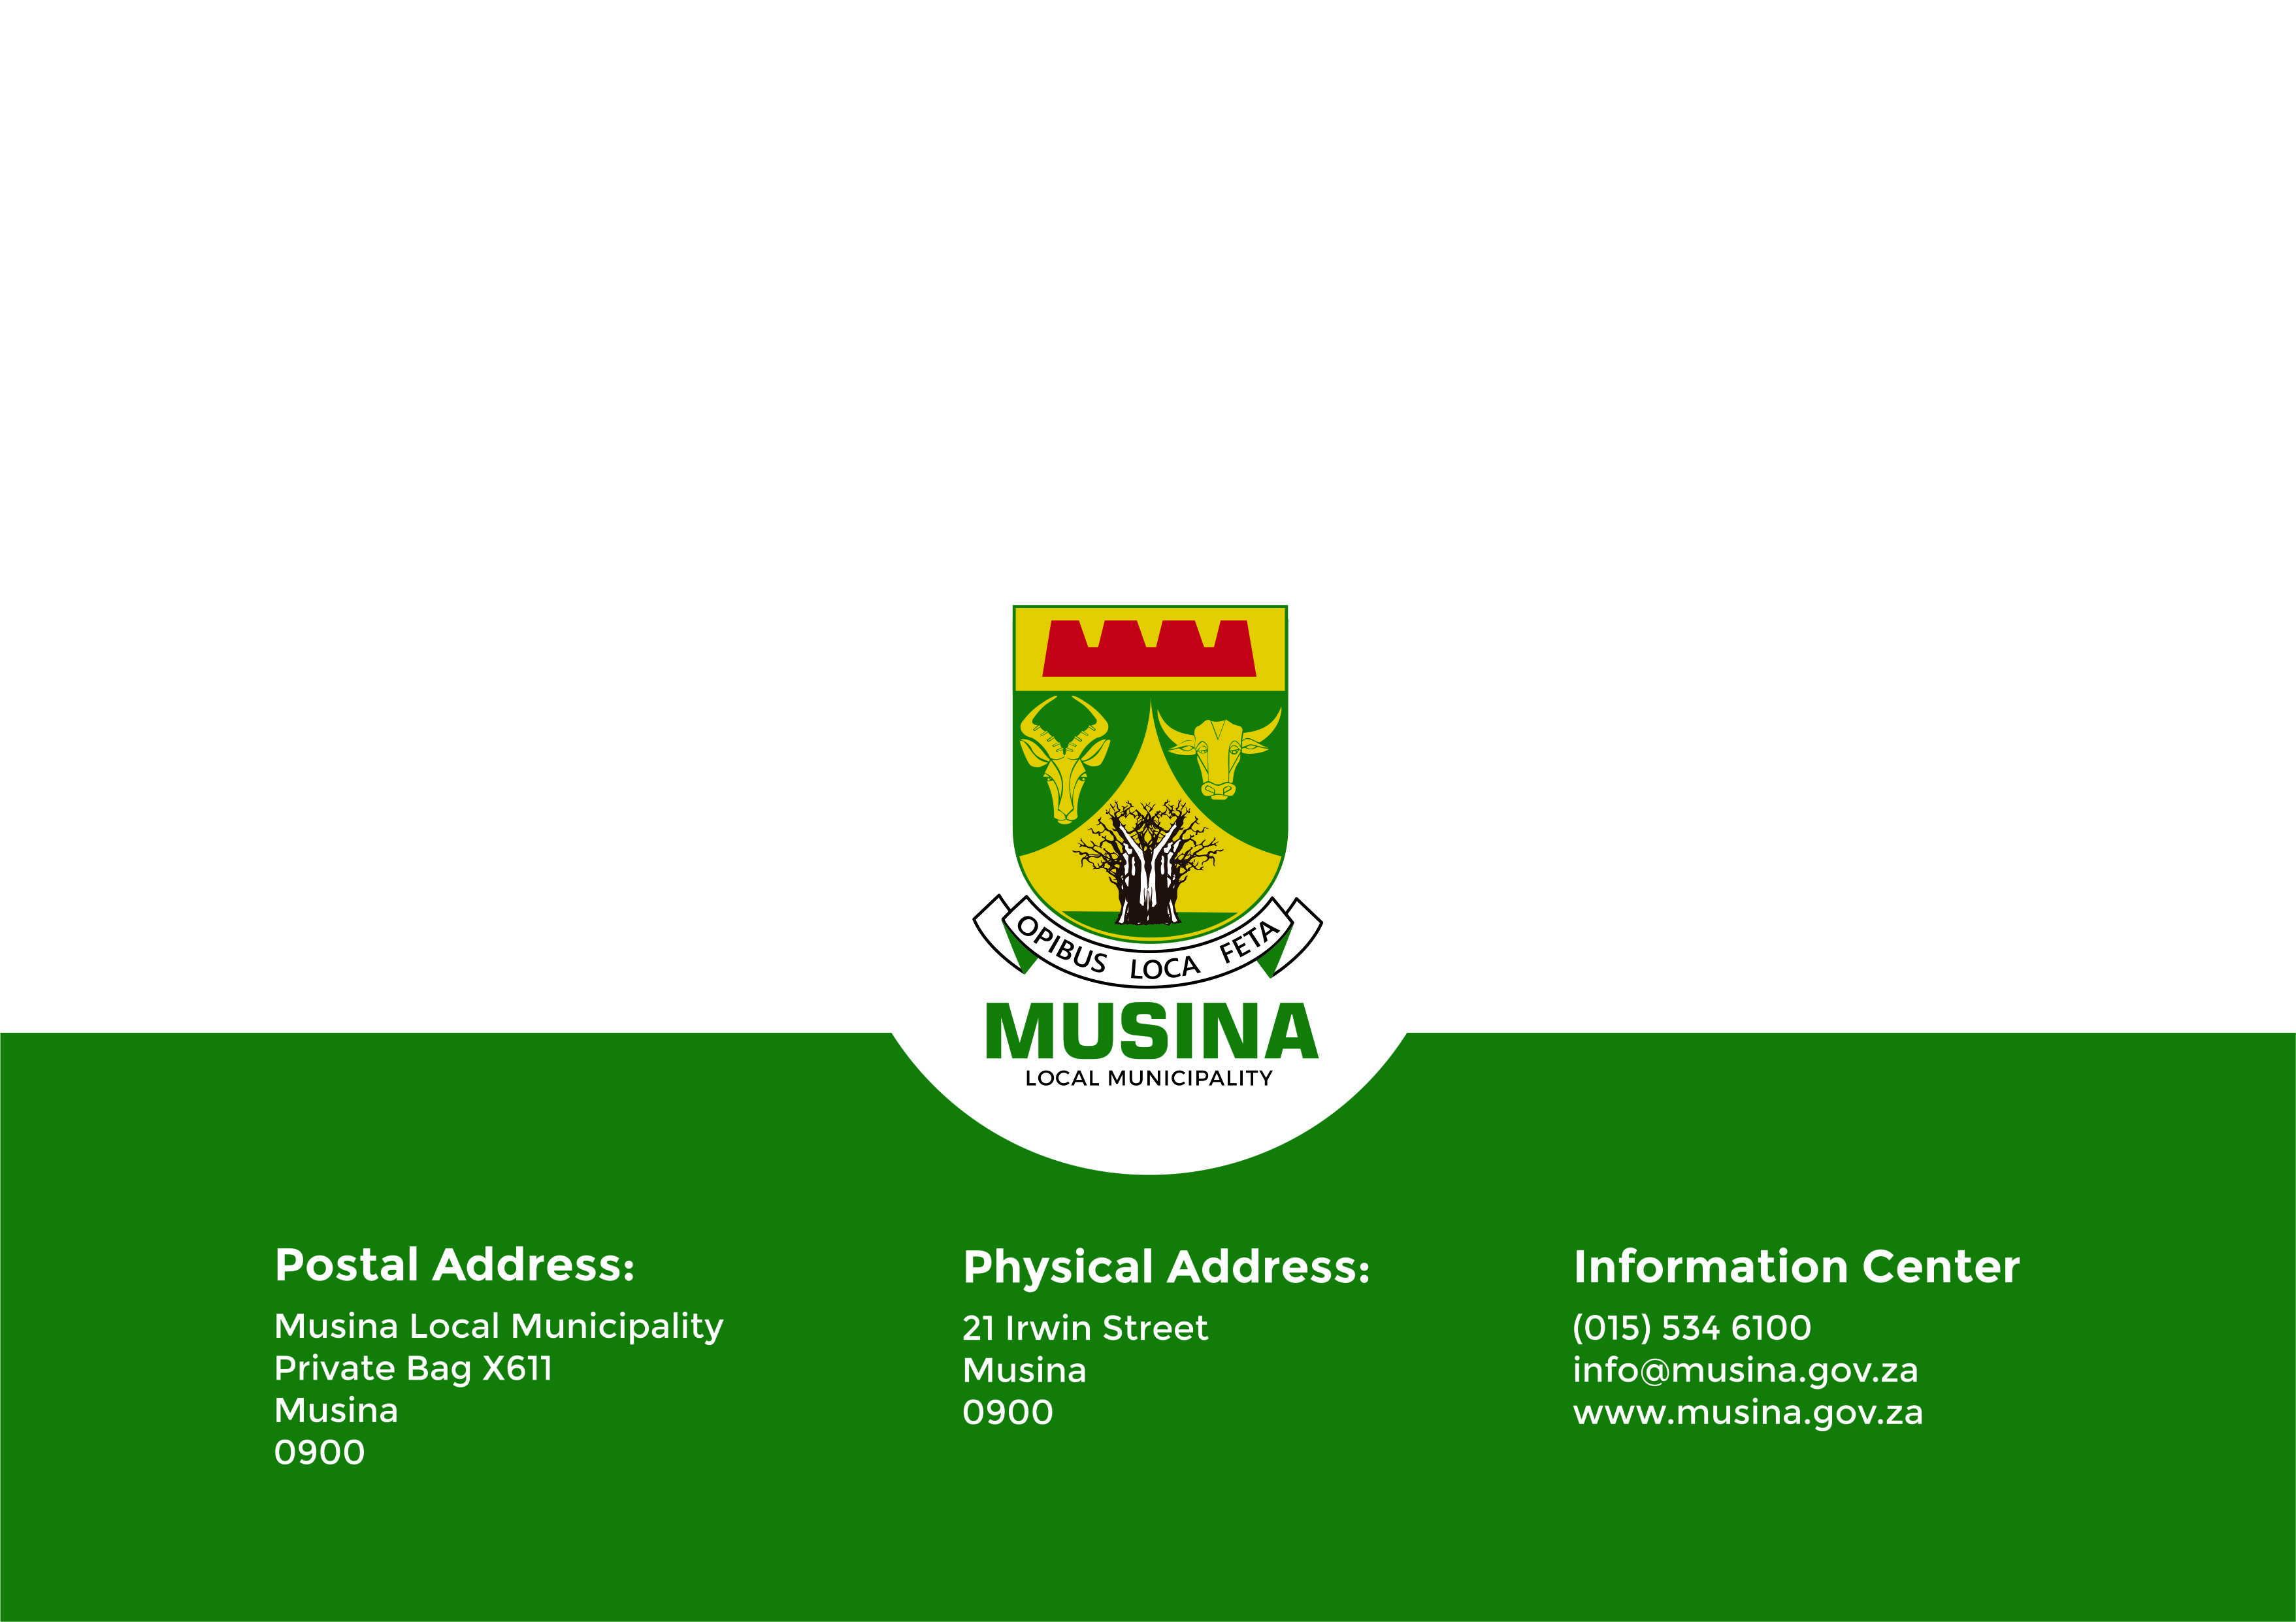 OPIBUS LOCA FETA
MUSINA
LOCAL MUNICIPALITY
Postal Address:
Musina Local Municipality
Private Bag X611
Musina
0900
Physical Address:
21 Irwin Street
Musina
0900
Information Center
(015) 534 6100
info@musina.gov.za
www.musina.gov.za